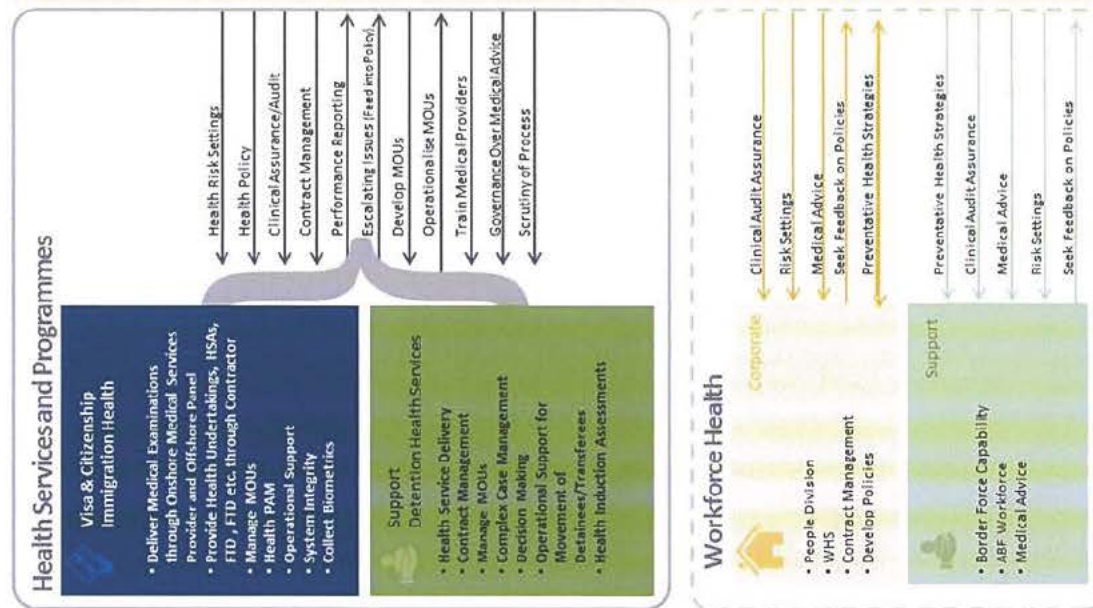 Health Services and Programmes
Visa & Citizenship
Immigration Health
• Deliver Medical Examinations
through Onshore Medical Services
Provider and Offshore Panel
• Provide Health Undertakings, HSAs,
FTD, FTD etc. through Contractor
• Manage MOUs
• Health PAM
• Operational Support
• System Integrity
• Collect Biometrics
Support
Detention Health Services
• Health Service Delivery
• Contract Management
• Manage MOUs
• Complex Case Management
• Decision Making
• Operational Support for
Movement of
Detainees/Transferees
• Health Induction Assessments
Health Risk Settings
Health Policy
Clinical Assurance/Audit
Contract Management
Performance Reporting
Escalating Issues (Feed into Policy)
Develop MOUs
Operationalise MOUs
Train Medical Providers
Governance Over Medical Advice
Scrutiny of Process
Workforce Health
Corporate
• People Division
• WHS
• Contract Management
• Develop Policies
Clinical Audit Assurance
Risk Settings
Medical Advice
Seek Feedback on Policies
Preventative Health Strategies
Support
• Border Force Capability
• ABF Workforce
• Medical Advice
Preventative Health Strategies
Clinical Audit Assurance
Medical Advice
Risk Settings
Seek Feedback on Policies